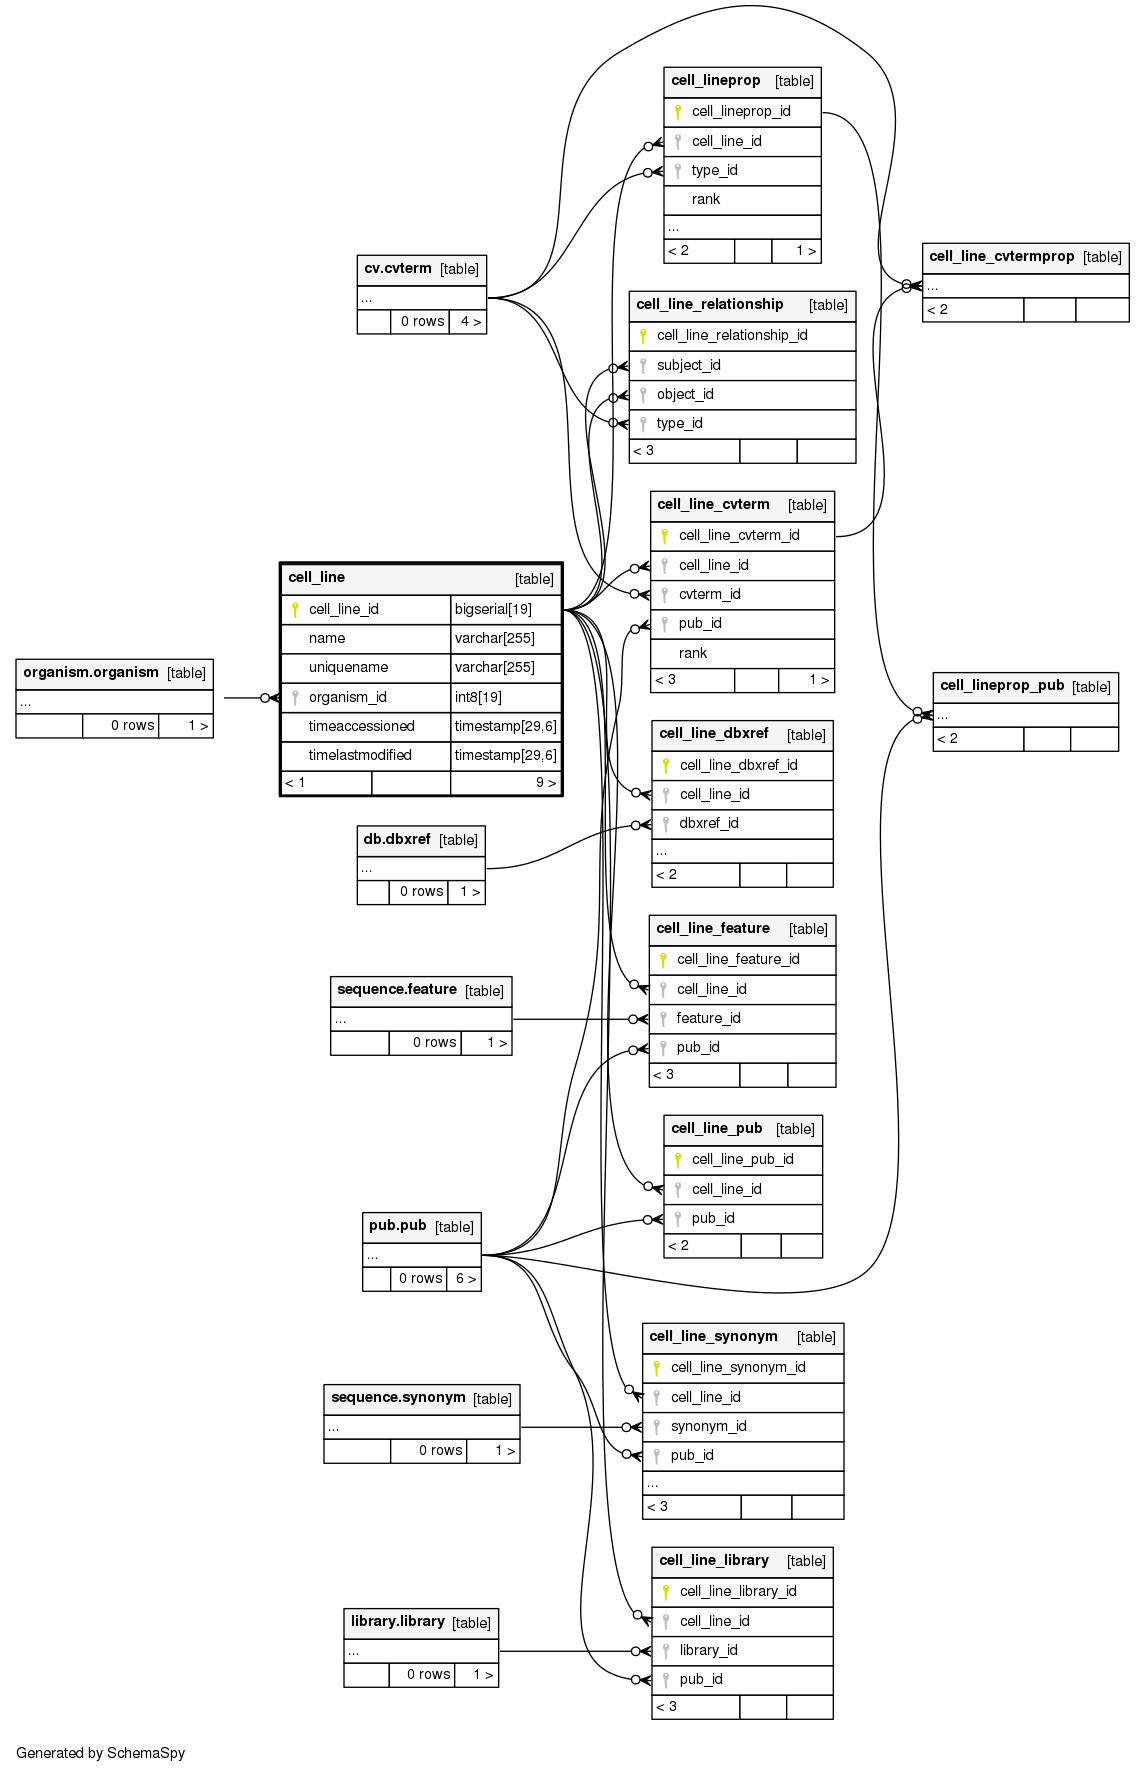 cell_lineprop [table]
cell_lineprop_id
cell_line_id
type_id
rank
...
< 2 1 >
cv.cvterm [table]
...
0 rows 4 >
cell_line_cvtermprop [table]
...
< 2
cell_line_relationship [table]
cell_line_relationship_id
subject_id
object_id
type_id
< 3
cell_line_cvterm [table]
cell_line_cvterm_id
cell_line_id
cvterm_id
pub_id
rank
< 3 1 >
cell_line [table]
cell_line_id bigserial[19]
name varchar[255]
uniquename varchar[255]
organism_id int8[19]
timeaccessioned timestamp[29,6]
timelastmodified timestamp[29,6]
< 1 9 >
organism.organism [table]
...
0 rows 1 >
cell_lineprop_pub [table]
...
< 2
cell_line_dbxref [table]
cell_line_dbxref_id
cell_line_id
dbxref_id
...
< 2
db.dbxref [table]
...
0 rows 1 >
cell_line_feature [table]
cell_line_feature_id
cell_line_id
feature_id
pub_id
< 3
sequence.feature [table]
...
0 rows 1 >
cell_line_pub [table]
cell_line_pub_id
cell_line_id
pub_id
< 2
pub.pub [table]
...
0 rows 6 >
cell_line_synonym [table]
cell_line_synonym_id
cell_line_id
synonym_id
pub_id
...
< 3
sequence.synonym [table]
...
0 rows 1 >
cell_line_library [table]
cell_line_library_id
cell_line_id
library_id
pub_id
< 3
library.library [table]
...
0 rows 1 >
Generated by SchemaSpy